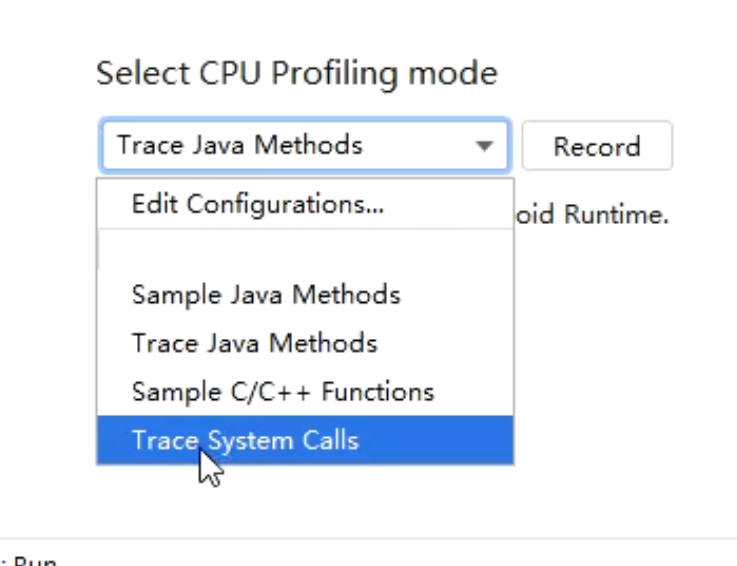 Select CPU Profiling mode
Trace Java Methods
Record
Edit Configurations...
oid Runtime.
Sample Java Methods
Trace Java Methods
Sample C/C++ Functions
Trace System Calls
: Run